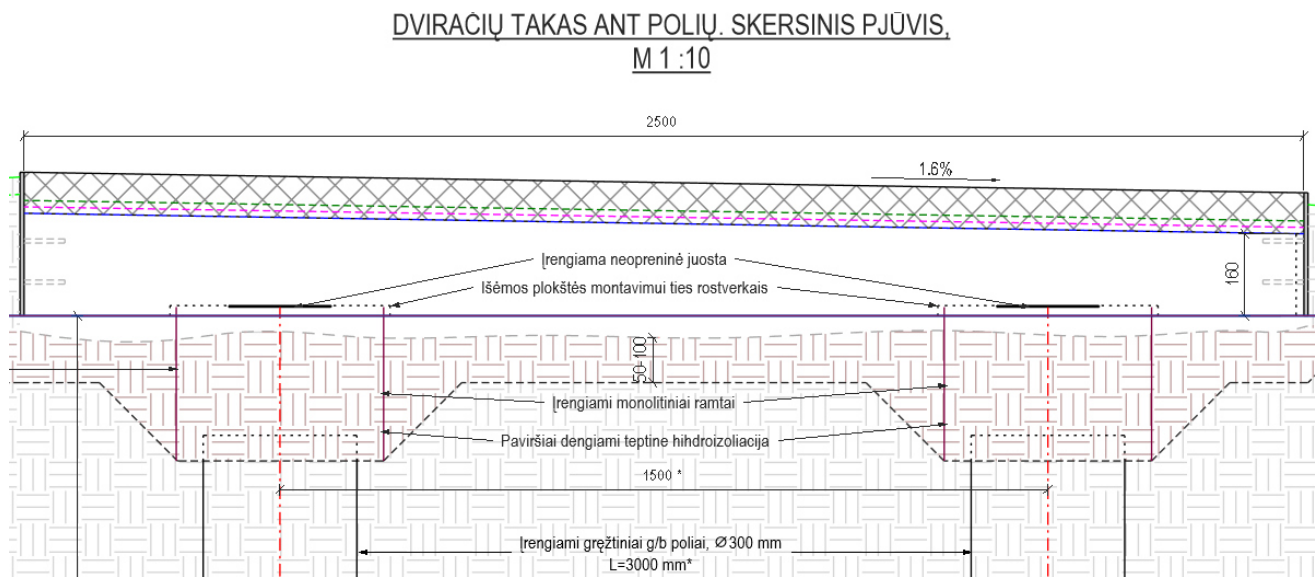 DVIRAČIŲ TAKAS ANT POLIŲ. SKERSINIS PJŪVIS,
M 1 :10
2500
1.6%
160
Įrengiama neopreninė juosta
Išėmos plokštės montavimui ties rostverkais
50-100
Įrengiami monolitiniai ramtai
Paviršiai dengiami teptine hihdroizoliacija
1500 *
Įrengiami gręžtiniai g/b poliai, Ø300 mm
L=3000 mm*